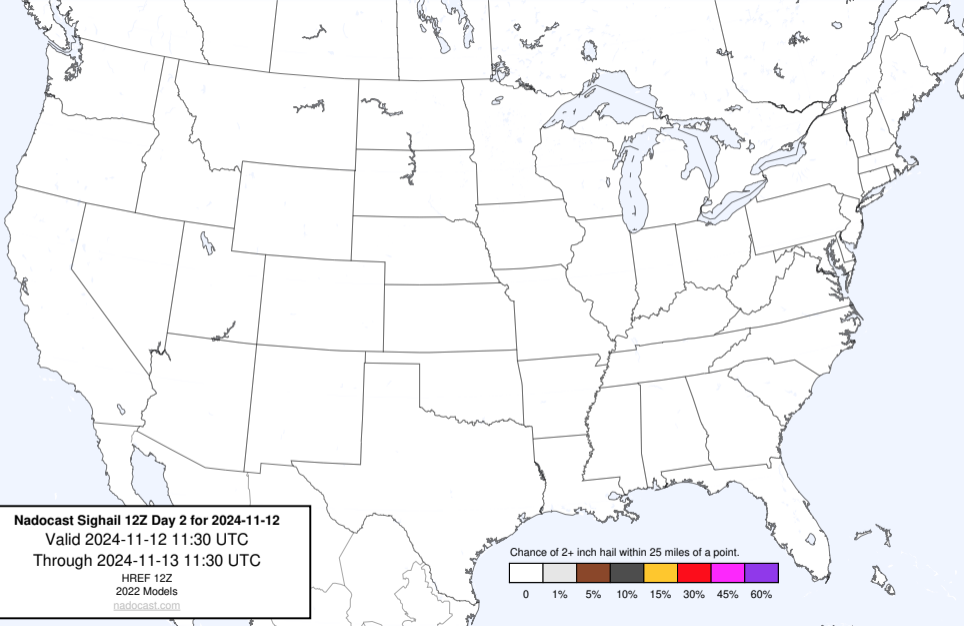 Nadocast Sighail 12Z Day 2 for 2024-11-12
Valid 2024-11-12 11:30 UTC
Through 2024-11-13 11:30 UTC
HREF 12Z
2022 Models
nadocast.com
Chance of 2+ inch hail within 25 miles of a point.
0 1% 5% 10% 15% 30% 45% 60%